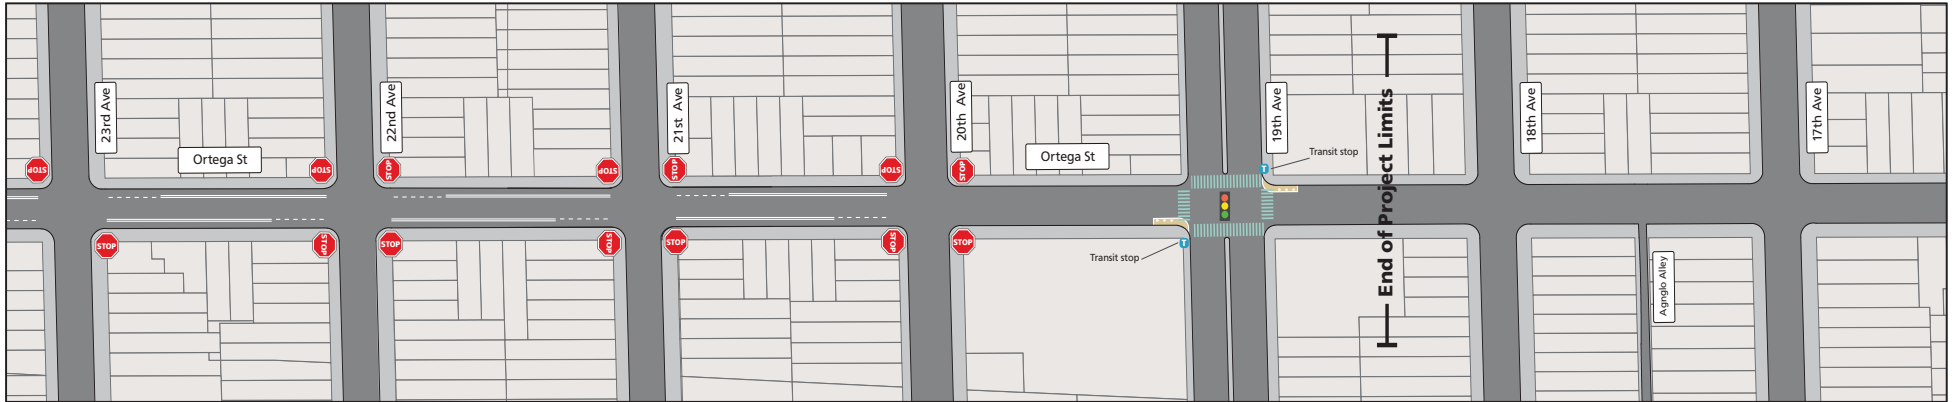 23rd Ave
22nd Ave
21st Ave
20th Ave
19th Ave
End of Project Limits
18th Ave
17th Ave
Ortega St
Ortega St
Transit stop
STOP
STOP
STOP
STOP
STOP
STOP
STOP
T
STOP
STOP
STOP
STOP
STOP
STOP
STOP
T
Transit stop
Agnglo Alley